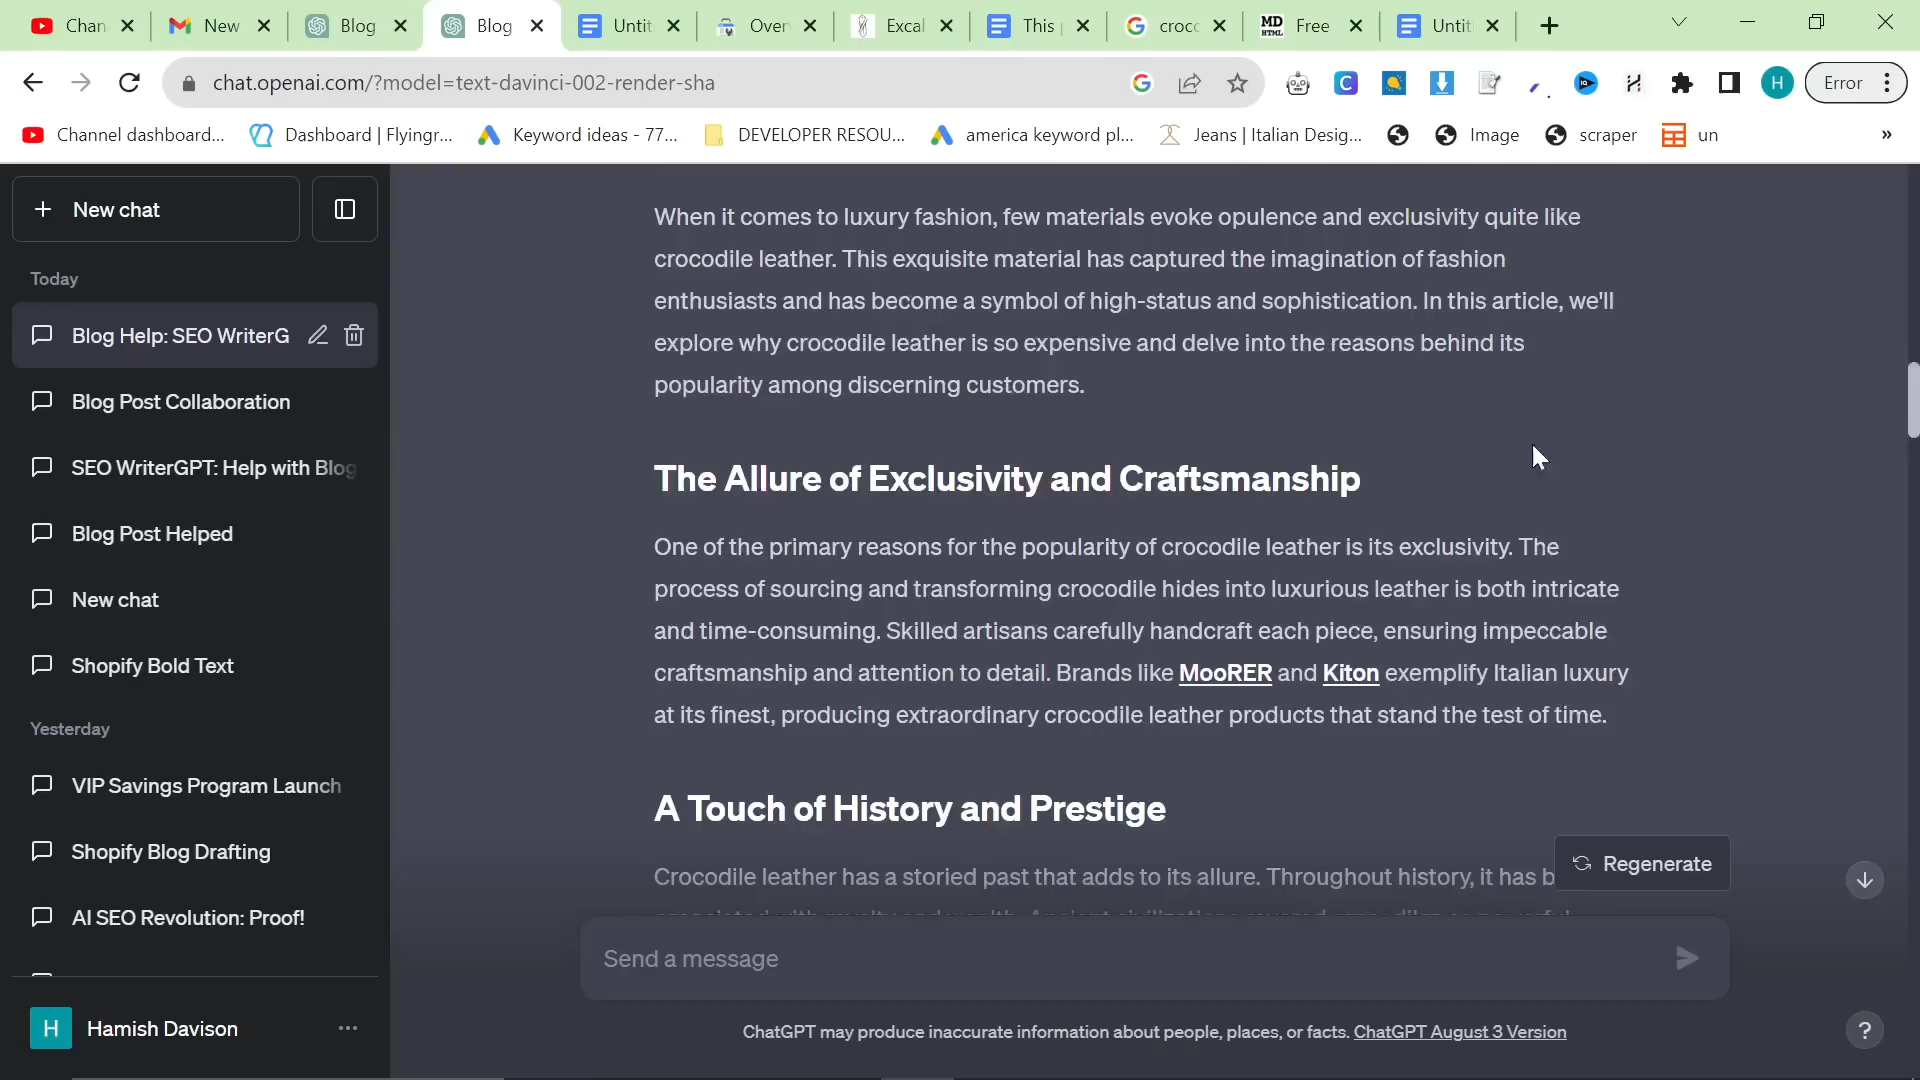 Chan
New
Blog
Blog
Untit
Over
Excal
This
croco
MD HTML
Free
Untit
chat.openai.com/?model=text-davinci-002-render-sha
H
Error
Channel dashboard...
Dashboard | Flyingr...
Keyword ideas - 77...
DEVELOPER RESOU...
america keyword pl...
Jeans | Italian Desig...
Image
scraper
un
»
New chat
Today
Blog Help: SEO WriterG
Blog Post Collaboration
SEO WriterGPT: Help with Blog
Blog Post Helped
New chat
Shopify Bold Text
Yesterday
VIP Savings Program Launch
Shopify Blog Drafting
AI SEO Revolution: Proof!
H
Hamish Davison
When it comes to luxury fashion, few materials evoke opulence and exclusivity quite like
crocodile leather. This exquisite material has captured the imagination of fashion
enthusiasts and has become a symbol of high-status and sophistication. In this article, we'll
explore why crocodile leather is so expensive and delve into the reasons behind its
popularity among discerning customers.
The Allure of Exclusivity and Craftsmanship
One of the primary reasons for the popularity of crocodile leather is its exclusivity. The
process of sourcing and transforming crocodile hides into luxurious leather is both intricate
and time-consuming. Skilled artisans carefully handcraft each piece, ensuring impeccable
craftsmanship and attention to detail. Brands like MooRER and Kiton exemplify Italian luxury
at its finest, producing extraordinary crocodile leather products that stand the test of time.
A Touch of History and Prestige
Crocodile leather has a storied past that adds to its allure. Throughout history, it has b
Regenerate
Send a message
ChatGPT may produce inaccurate information about people, places, or facts. ChatGPT August 3 Version
?